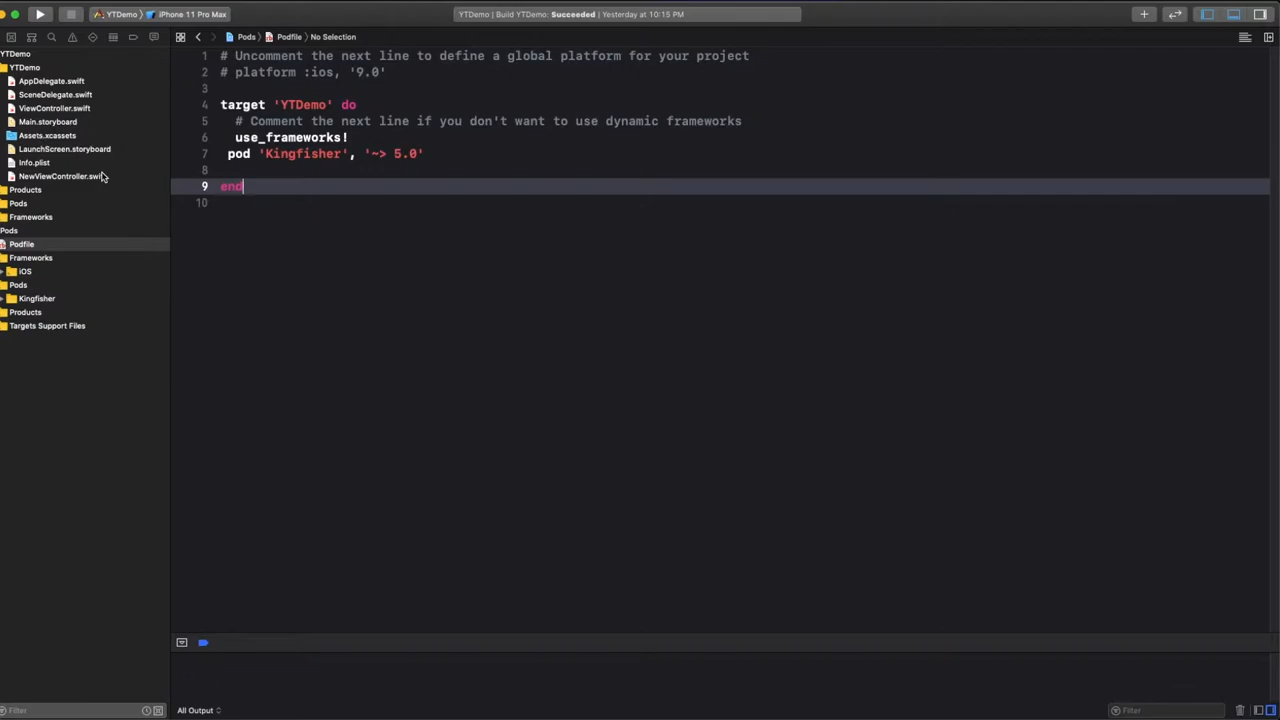 YTDemo 〉 iPhone 11 Pro Max
YTDemo | Build YTDemo: Succeeded | Yesterday at 10:15 PM
Pods 〉 Podfile 〉 No Selection
YTDemo
YTDemo
AppDelegate.swift
SceneDelegate.swift
ViewController.swift
Main.storyboard
Assets.xcassets
LaunchScreen.storyboard
Info.plist
NewViewController.swift
Products
Pods
Frameworks
Pods
Podfile
Frameworks
iOS
Pods
Kingfisher
Products
Targets Support Files
Filter
1 # Uncomment the next line to define a global platform for your project
2 # platform :ios, '9.0'
3
4 target 'YTDemo' do
5 # Comment the next line if you don't want to use dynamic frameworks
6 use_frameworks!
7 pod 'Kingfisher', '~> 5.0'
8
9 end
10
All Output
Filter